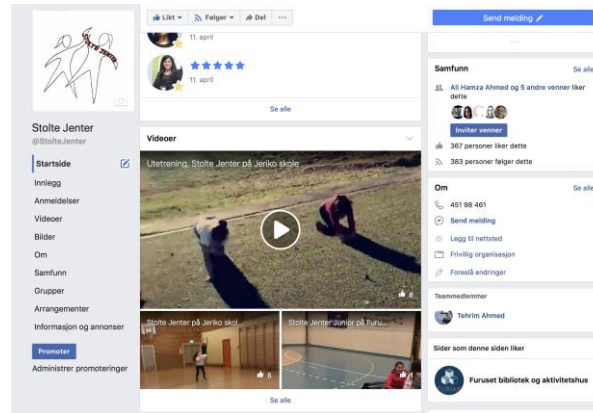 STOLTE JENTER
Stolte Jenter
@StolteJenter
Startside
Innlegg
Anmeldelser
Videoer
Bilder
Om
Samfunn
Grupper
Arrangementer
Informasjon og annonser
Promoter
Administrer promoteringer
Likt
Følger
Del
11. april
11. april
Se alle
Videoer
Utetrening, Stolte Jenter på Jeriko skole
8
Stolte Jenter på Jeriko skol...
5
Stolte Jenter Junior på Furu...
4
Se alle
Send melding
Samfunn
Se alle
Ali Hamza Ahmed og 5 andre venner liker
dette
Inviter venner
367 personer liker dette
383 personer følger dette
Om
Se alle
451 98 461
Send melding
Legg til nettsted
Frivillig organisasjon
Foreslå endringer
Teammedlemmer
Tehrim Ahmed
Sider som denne siden liker
Furuset bibliotek og aktivitetshus